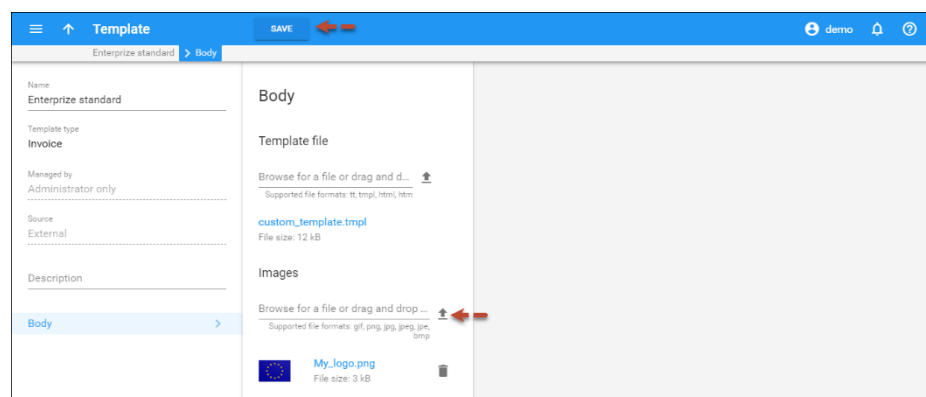 Template
SAVE
demo
Enterprize standard
Body
Name
Enterprize standard
Template type
Invoice
Managed by
Administrator only
Source
External
Description
Body
Body
Template file
Browse for a file or drag and d...
Supported file formats: tt, tmpl, html, htm
custom_template.tmpl
File size: 12 kB
Images
Browse for a file or drag and drop ...
Supported file formats: gif, png, jpg, jpeg, jpe,
bmp
My_logo.png
File size: 3 kB